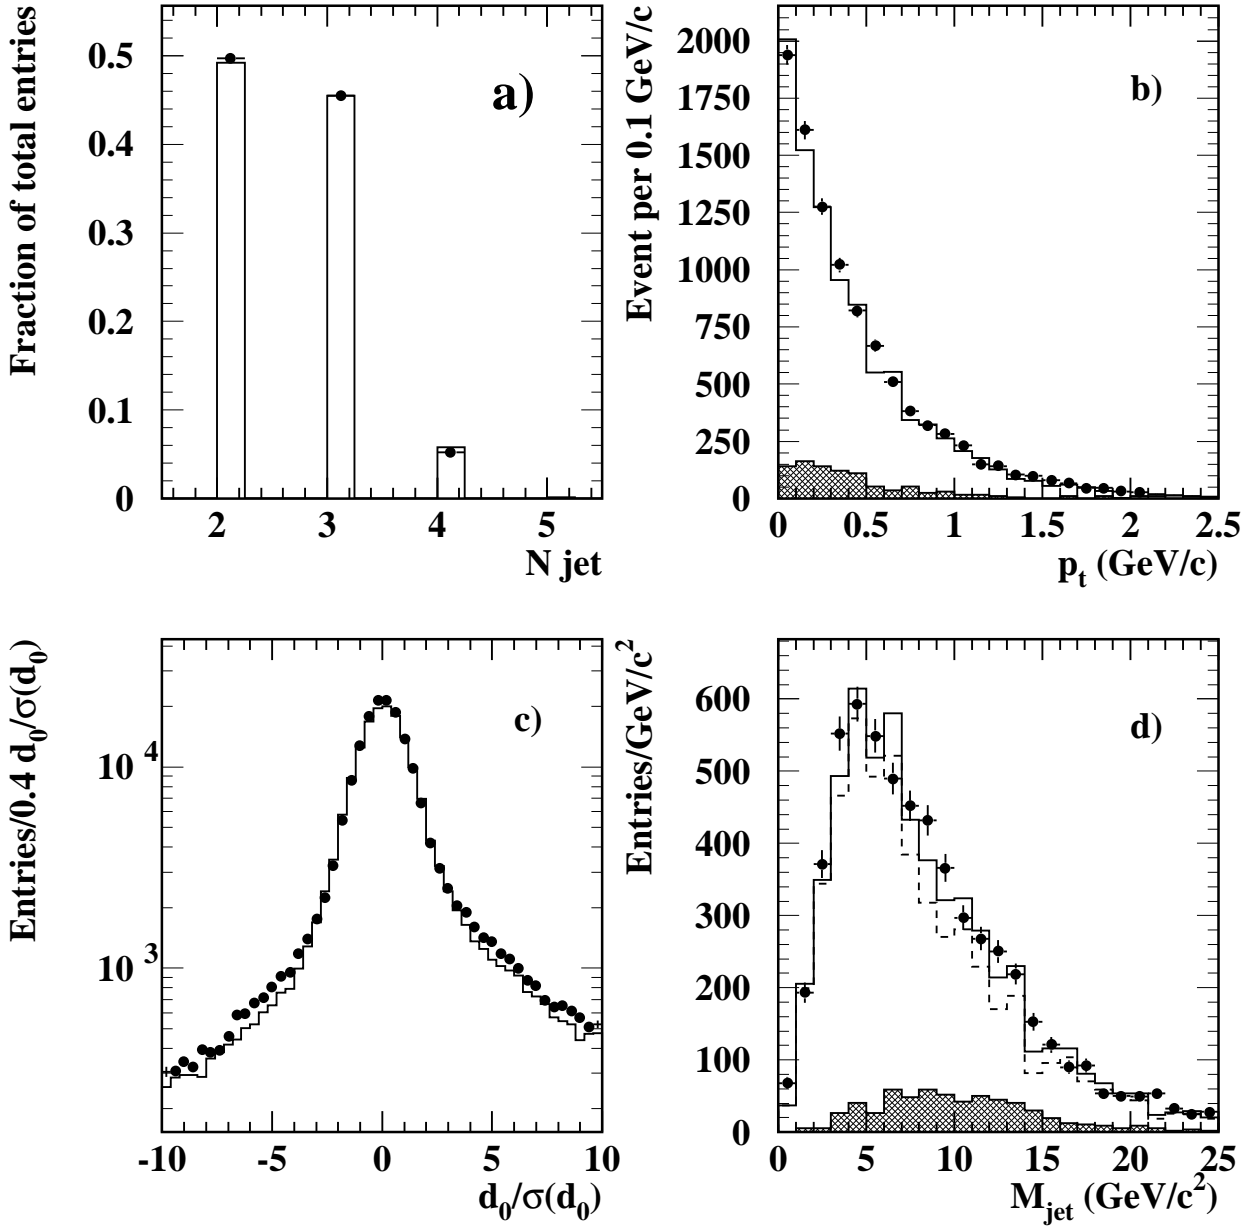 Fraction of total entries
0.5
0.4
0.3
0.2
0.1
0
2 3 4 5
N jet
a)
Event per 0.1 GeV/c
2000
1750
1500
1250
1000
750
500
250
0
0 0.5 1 1.5 2 2.5
p_t (GeV/c)
b)
Entries/0.4 d_0/σ(d_0)
10^4
10^3
-10 -5 0 5 10
d_0/σ(d_0)
c)
Entries/GeV/c^2
600
500
400
300
200
100
0
0 5 10 15 20 25
M_jet (GeV/c^2)
d)